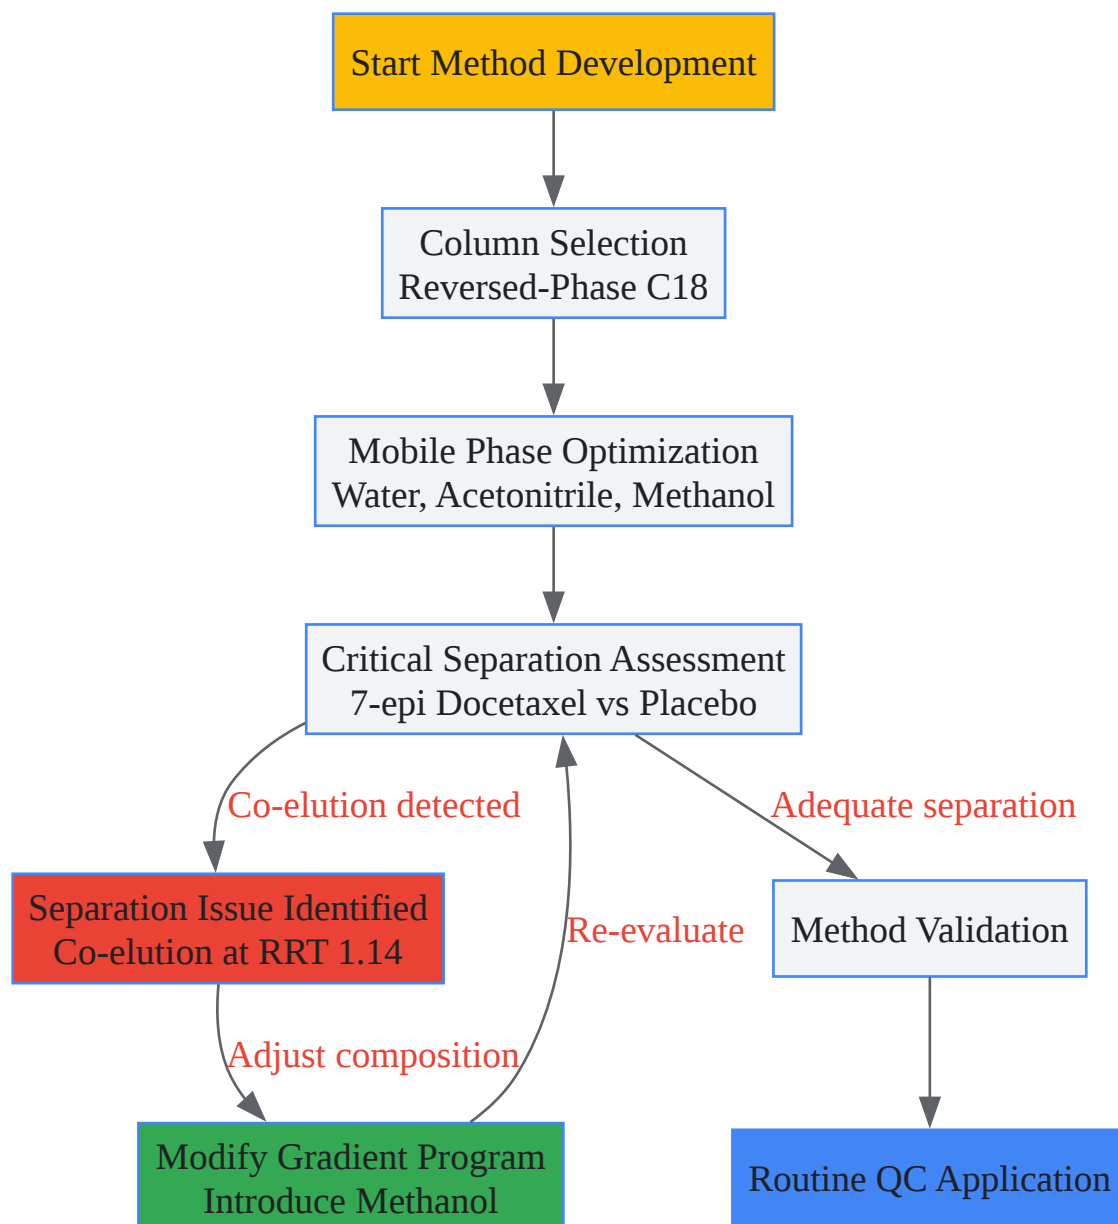 Start Method Development
Column Selection
Reversed-Phase C18
Mobile Phase Optimization
Water, Acetonitrile, Methanol
Critical Separation Assessment
7-epi Docetaxel vs Placebo
Co-elution detected
Adequate separation
Separation Issue Identified
Co-elution at RRT 1.14
Re-evaluate
Method Validation
Adjust composition
Modify Gradient Program
Introduce Methanol
Routine QC Application